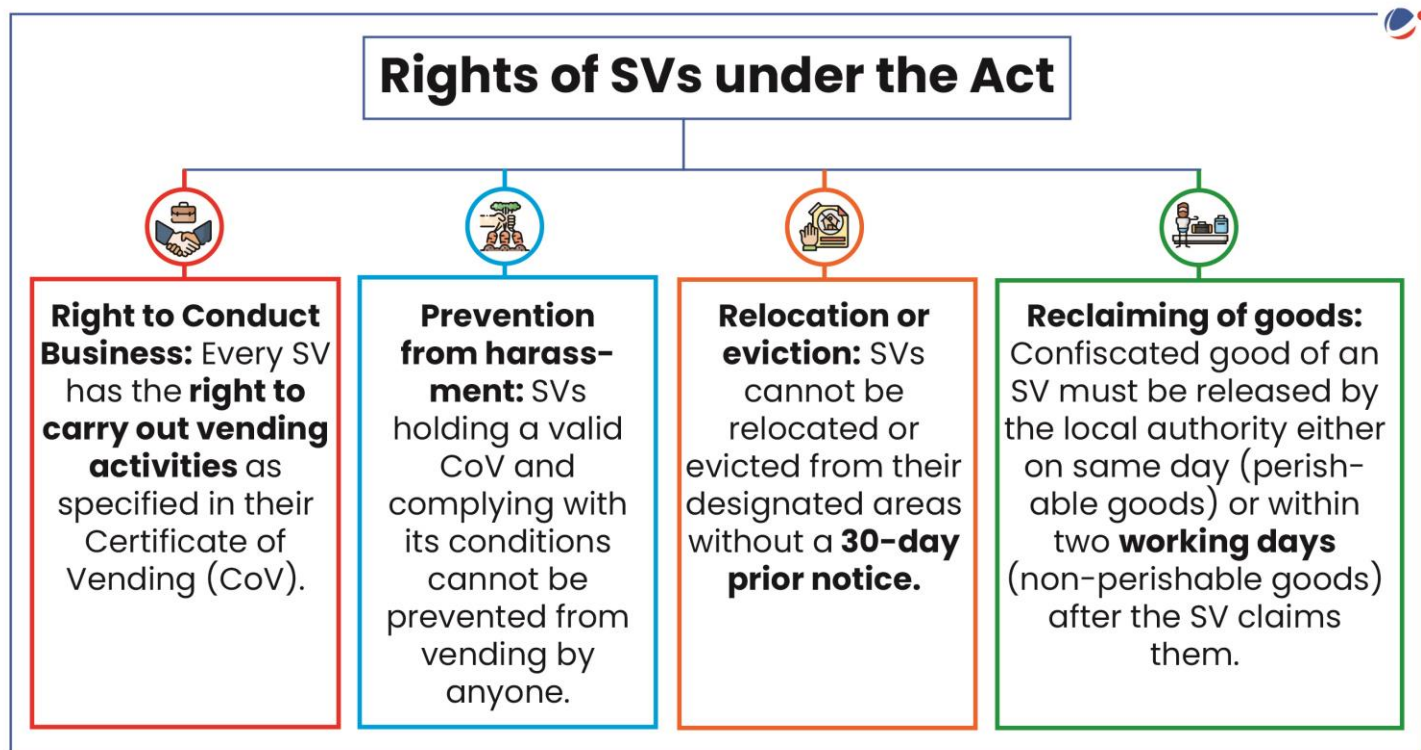 Rights of SVs under the Act
Right to Conduct
Business: Every SV
has the right to
carry out vending
activities as
specified in their
Certificate of
Vending (CoV).
Prevention
from harass-
ment: SVs
holding a valid
CoV and
complying with
its conditions
cannot be
prevented from
vending by
anyone.
Relocation or
eviction: SVs
cannot be
relocated or
evicted from their
designated areas
without a 30-day
prior notice.
Reclaiming of goods:
Confiscated good of an
SV must be released by
the local authority either
on same day (perish-
able goods) or within
two working days
(non-perishable goods)
after the SV claims
them.